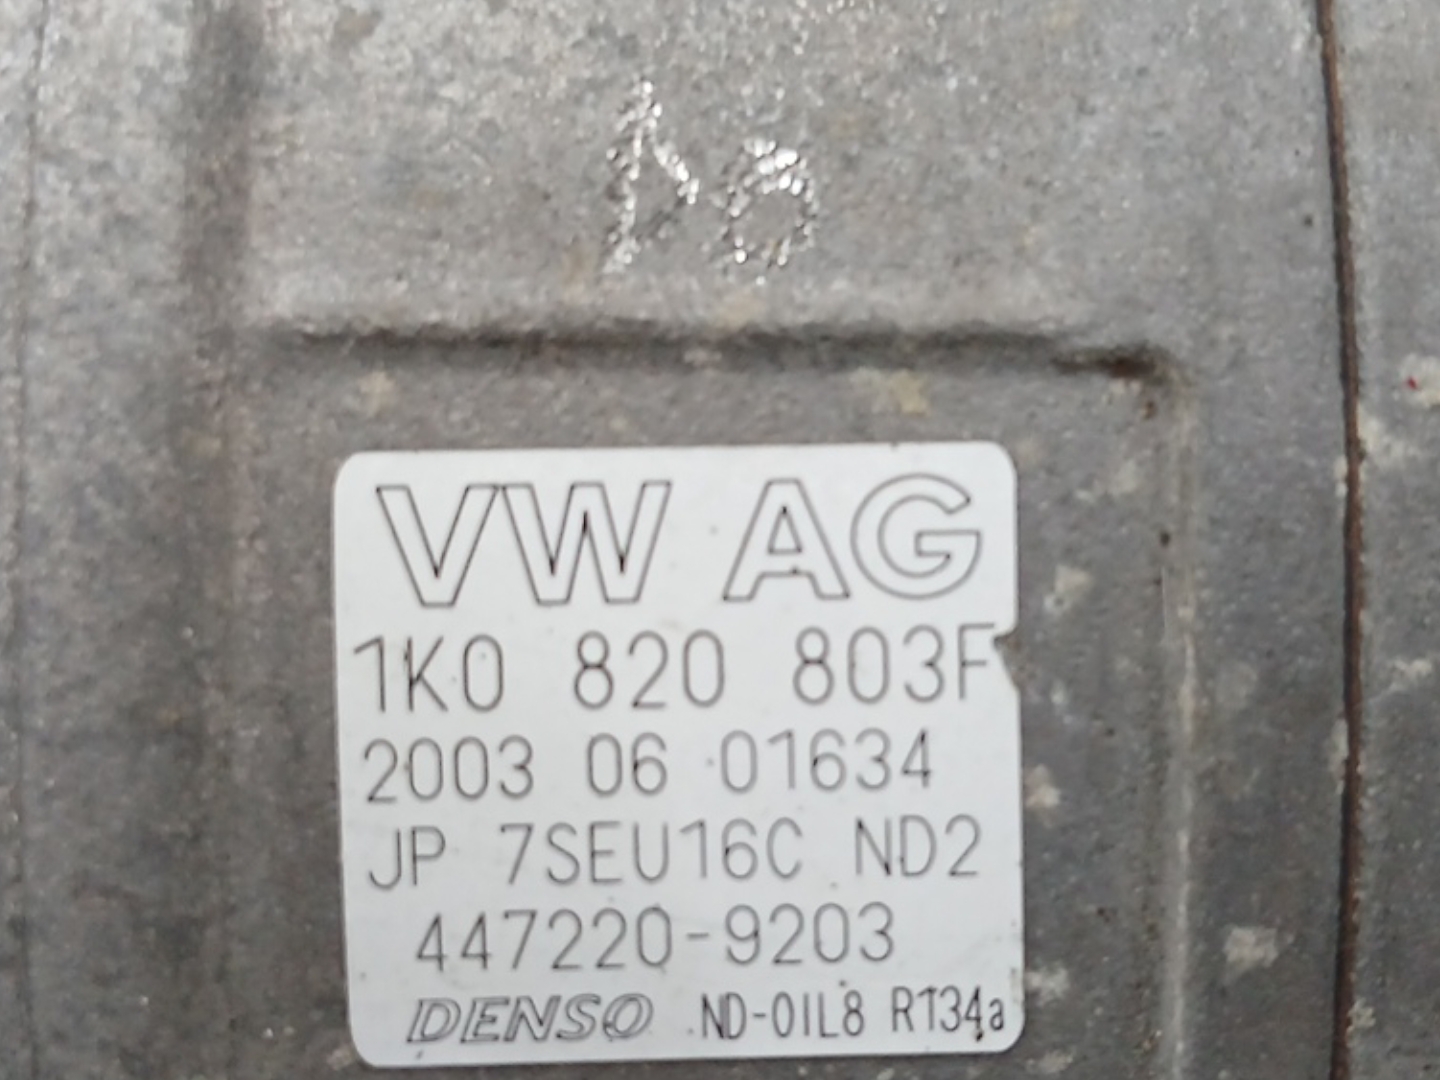 VW AG
1K0 820 803F
2003 06 01634
JP 7SEU16C ND2
447220-9203
DENSO ND-OIL8 R134a